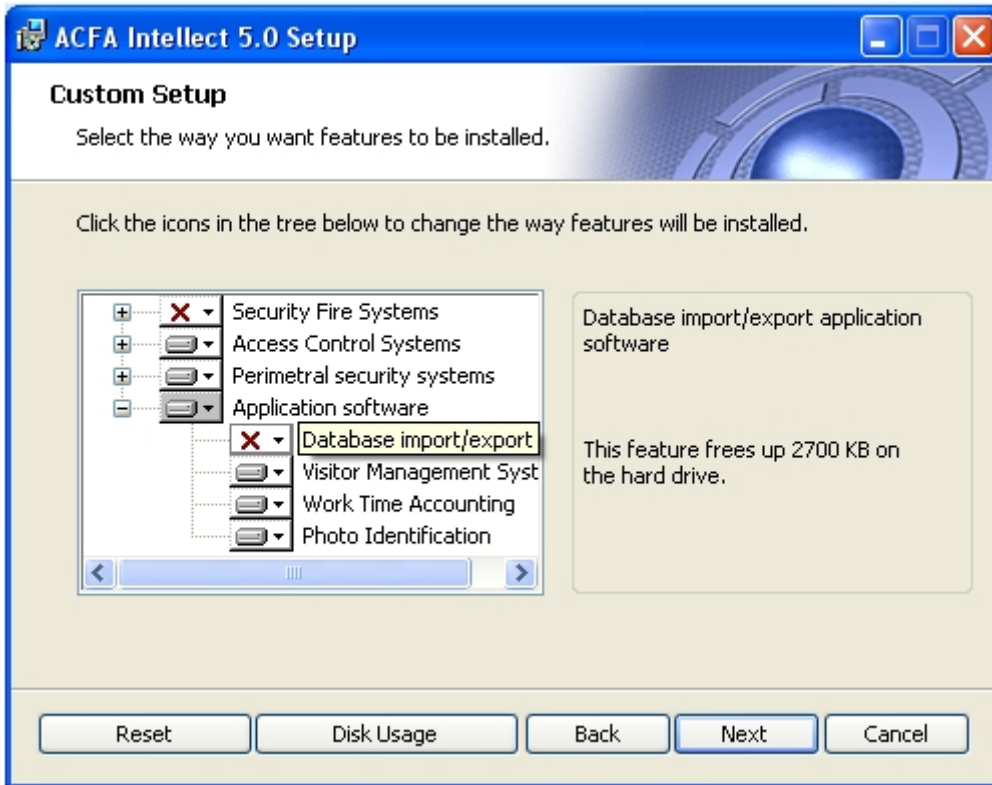 ACFA Intellect 5.0 Setup
Custom Setup
Select the way you want features to be installed.
Click the icons in the tree below to change the way features will be installed.
Security Fire Systems
Access Control Systems
Perimetral security systems
Application software
Database import/export
Visitor Management Syst
Work Time Accounting
Photo Identification
Database import/export application
software
This feature frees up 2700 KB on
the hard drive.
Reset
Disk Usage
Back
Next
Cancel